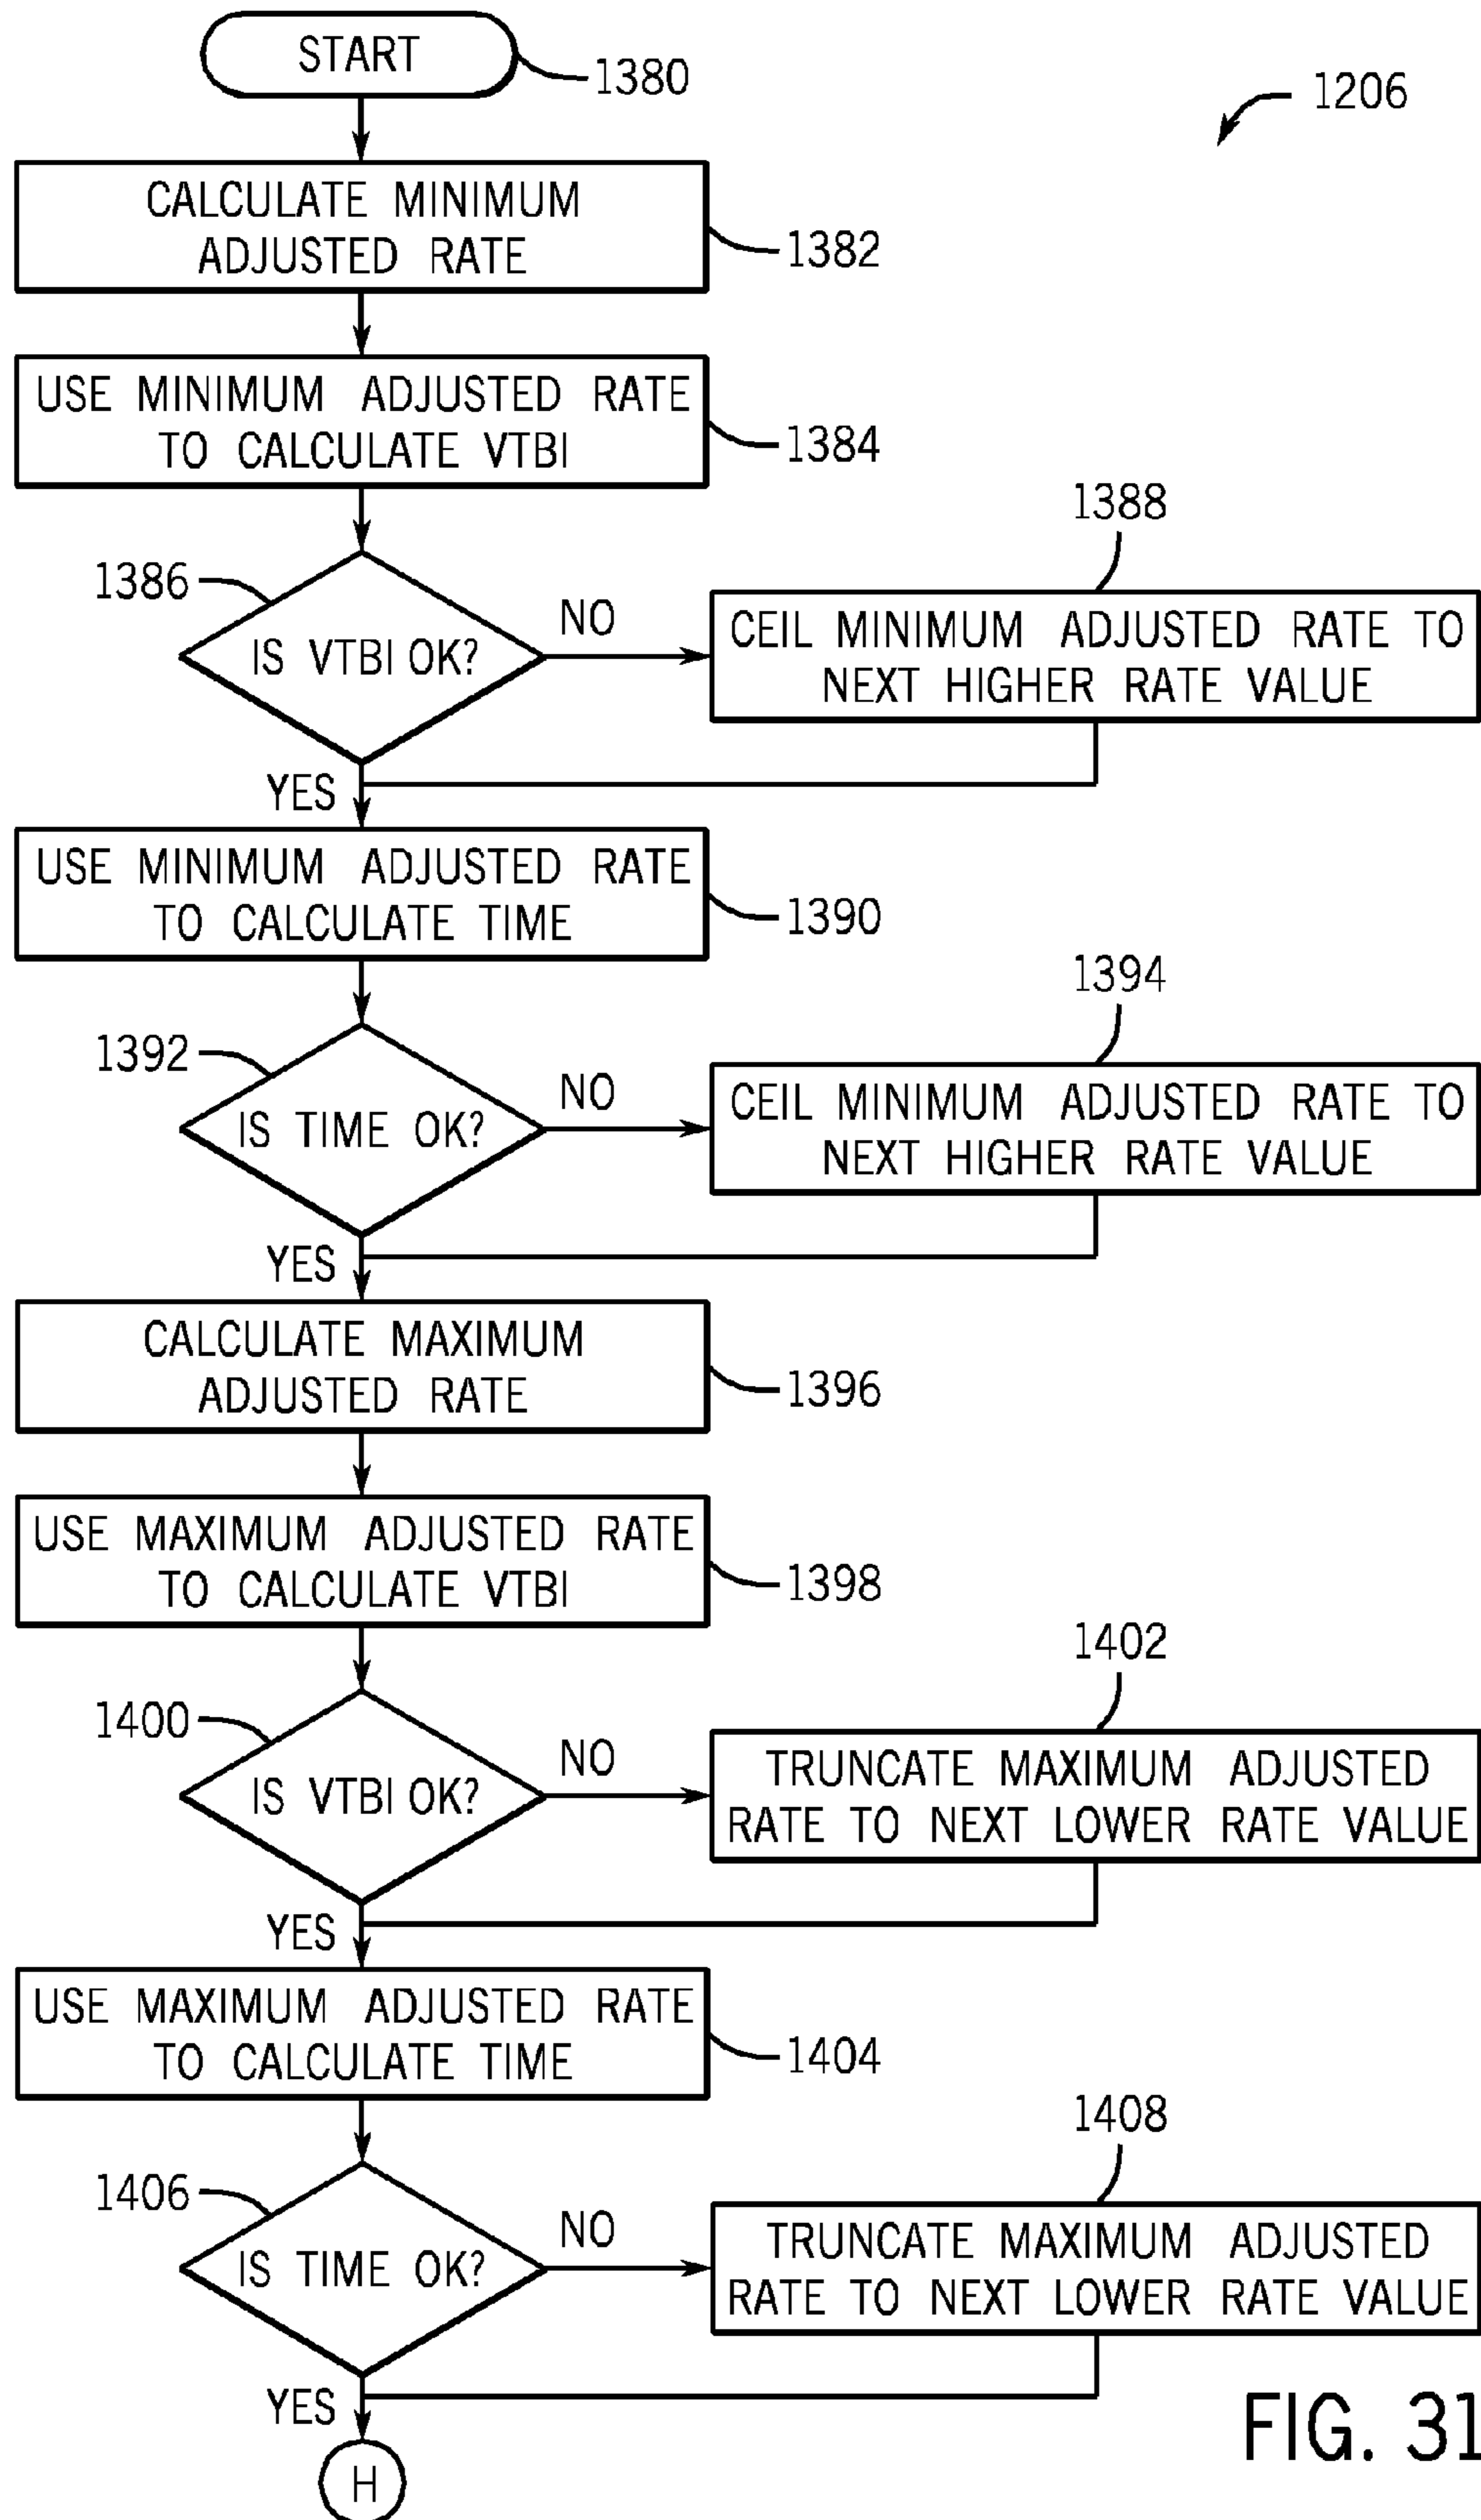 START
1380
1206
CALCULATE MINIMUM
ADJUSTED RATE
1382
USE MINIMUM ADJUSTED RATE
TO CALCULATE VTBI
1384
1386
IS VTBI OK?
NO
1388
CEIL MINIMUM ADJUSTED RATE TO
NEXT HIGHER RATE VALUE
YES
USE MINIMUM ADJUSTED RATE
TO CALCULATE TIME
1390
1392
IS TIME OK?
NO
1394
CEIL MINIMUM ADJUSTED RATE TO
NEXT HIGHER RATE VALUE
YES
CALCULATE MAXIMUM
ADJUSTED RATE
1396
USE MAXIMUM ADJUSTED RATE
TO CALCULATE VTBI
1398
1400
IS VTBI OK?
NO
1402
TRUNCATE MAXIMUM ADJUSTED
RATE TO NEXT LOWER RATE VALUE
YES
USE MAXIMUM ADJUSTED RATE
TO CALCULATE TIME
1404
1406
IS TIME OK?
NO
1408
TRUNCATE MAXIMUM ADJUSTED
RATE TO NEXT LOWER RATE VALUE
YES
H
FIG. 31